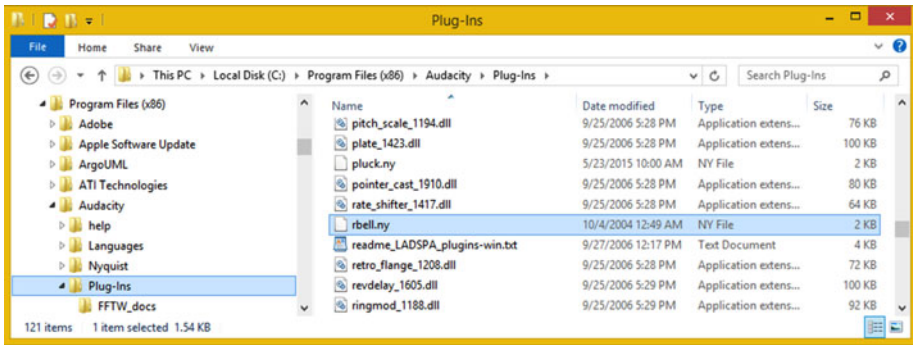 Plug-Ins
File Home Share View
This PC Local Disk (C:) Program Files (x86) Audacity Plug-Ins Search Plug-Ins
Program Files (x86)
Adobe
Apple Software Update
ArgoUML
ATI Technologies
Audacity
help
Languages
Nyquist
Plug-Ins
FFTW_docs
Name Date modified Type Size
pitch_scale_1194.dll 9/25/2006 5:28 PM Application extens... 76 KB
plate_1423.dll 9/25/2006 5:28 PM Application extens... 100 KB
pluck.ny 5/23/2015 10:00 AM NY File 2 KB
pointer_cast_1910.dll 9/25/2006 5:28 PM Application extens... 80 KB
rate_shifter_1417.dll 9/25/2006 5:28 PM Application extens... 64 KB
rbell.ny 10/4/2004 12:49 AM NY File 2 KB
readme_LADSPA_plugins-win.txt 9/27/2006 12:17 PM Text Document 4 KB
retro_flange_1208.dll 9/25/2006 5:28 PM Application extens... 72 KB
revdelay_1605.dll 9/25/2006 5:29 PM Application extens... 100 KB
ringmod_1188.dll 9/25/2006 5:29 PM Application extens... 92 KB
121 items 1 item selected 1.54 KB